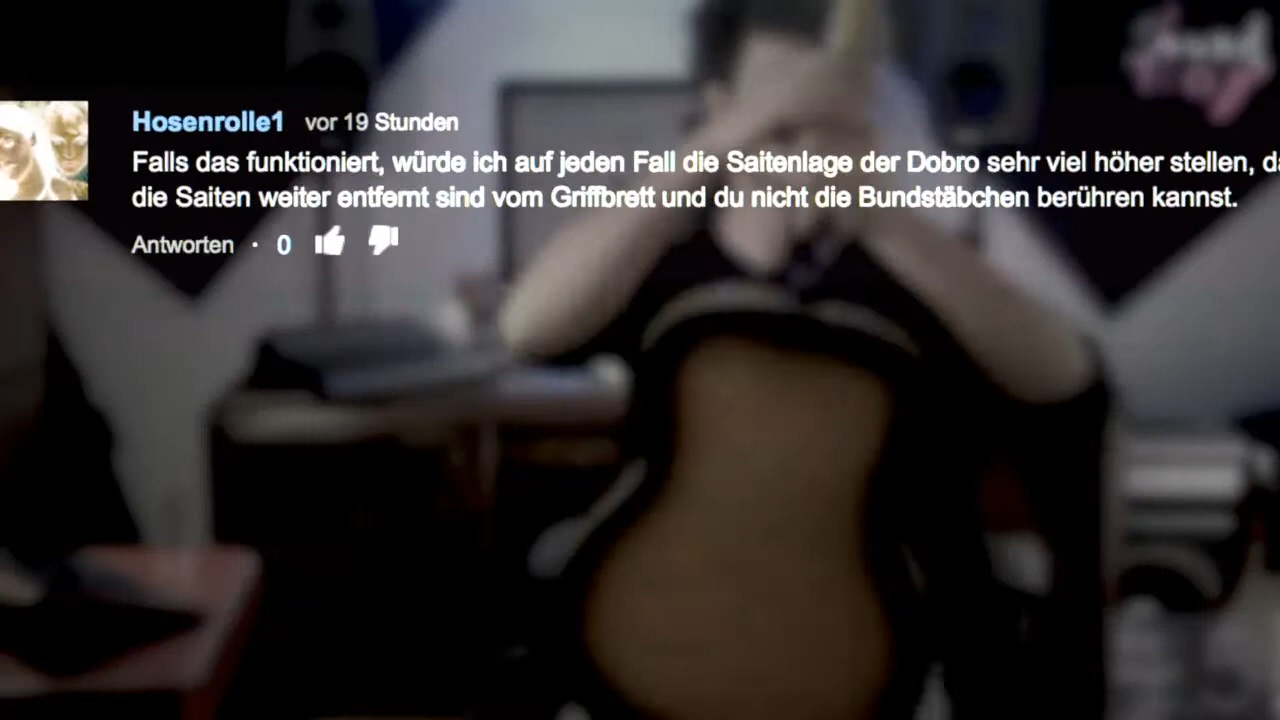 Hosenrolle1 vor 19 Stunden
Falls das funktioniert, würde ich auf jeden Fall die Saitenlage der Dobro sehr viel höher stellen,
die Saiten weiter entfernt sind vom Griffbrett und du nicht die Bundstäbchen berühren kannst.
Antworten · 0